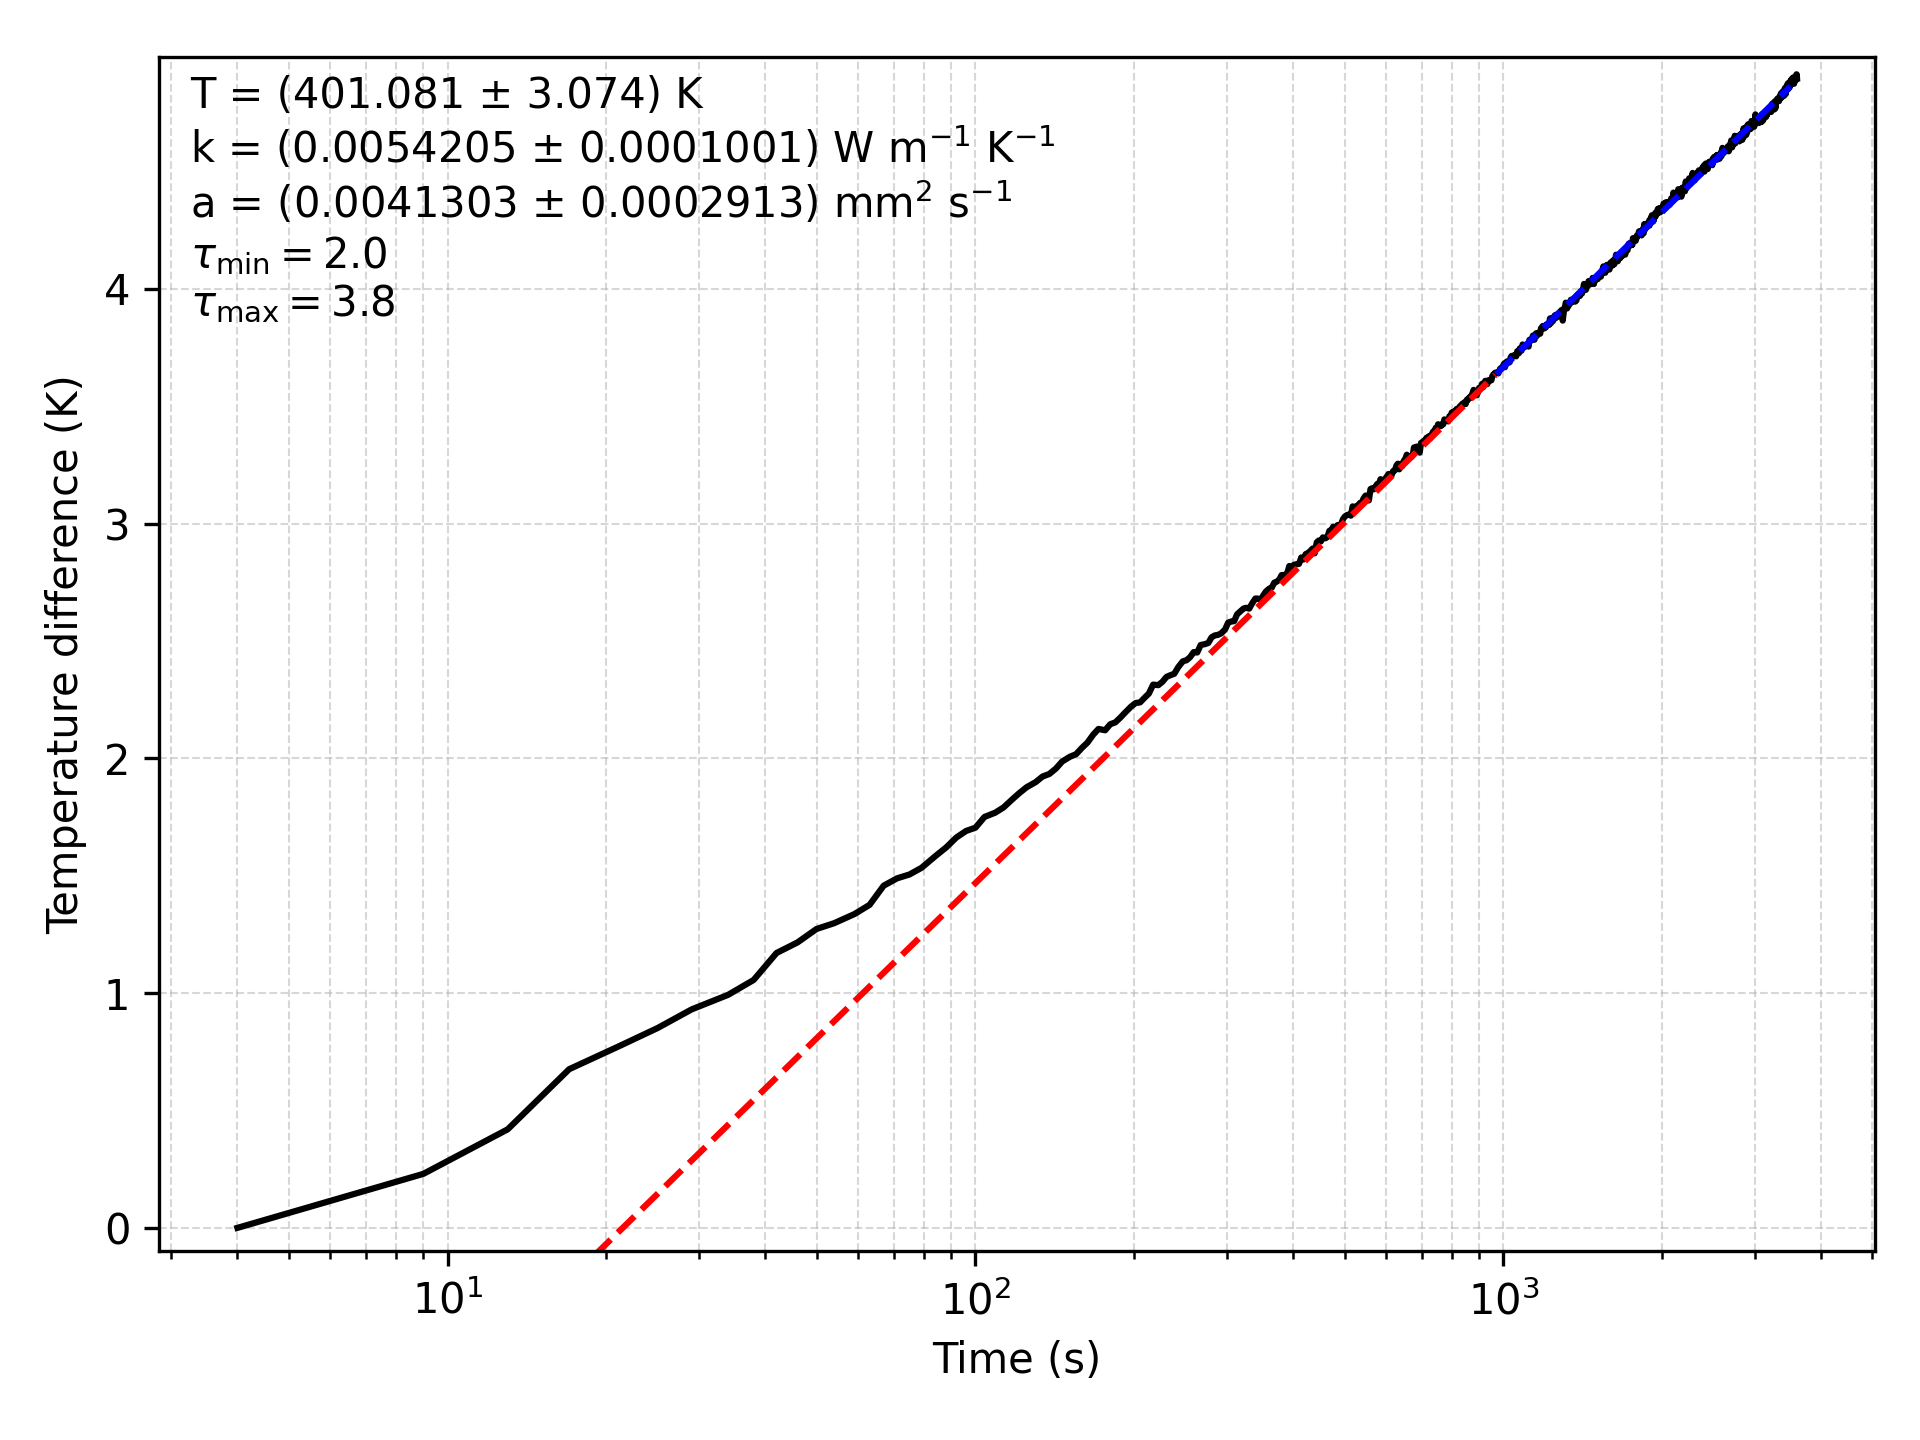 T = (401.081 ± 3.074) K
k = (0.0054205 ± 0.0001001) W m⁻¹ K⁻¹
a = (0.0041303 ± 0.0002913) mm² s⁻¹
τmin = 2.0
τmax = 3.8
4
3
2
1
0
Temperature difference (K)
10¹ 10² 10³
Time (s)